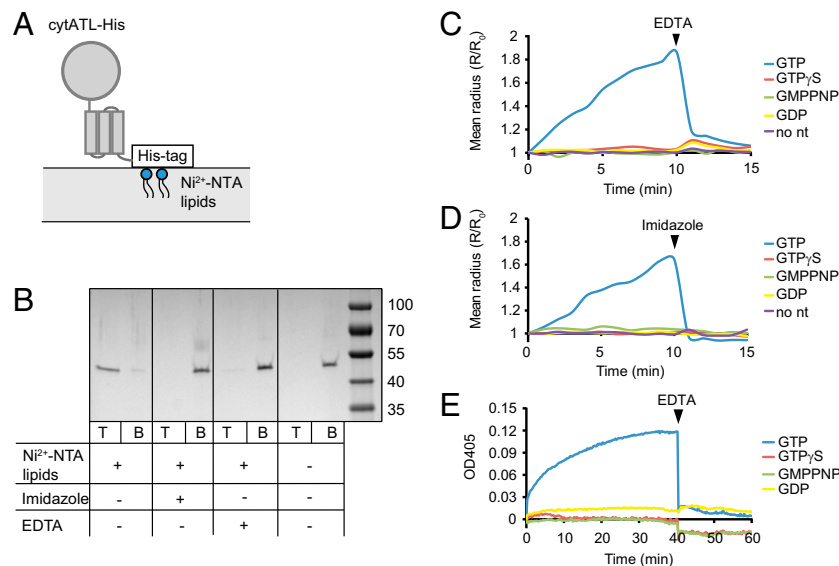 A
cytATL-His
His-tag
Ni²⁺-NTA
lipids
B
100
70
55
40
35
T B T B T B T B
Ni²⁺-NTA lipids + + + -
Imidazole - + - -
EDTA - - + -
C
EDTA
Mean radius (R/R₀)
2
1.8
1.6
1.4
1.2
1
0 5 10 15
Time (min)
GTP
GTPγS
GMPPNP
GDP
no nt
D
Imidazole
Mean radius (R/R₀)
2
1.8
1.6
1.4
1.2
1
0 5 10 15
Time (min)
GTP
GTPγS
GMPPNP
GDP
no nt
E
EDTA
OD405
0.15
0.12
0.09
0.06
0.03
0
0 10 20 30 40 50 60
Time (min)
GTP
GTPγS
GMPPNP
GDP